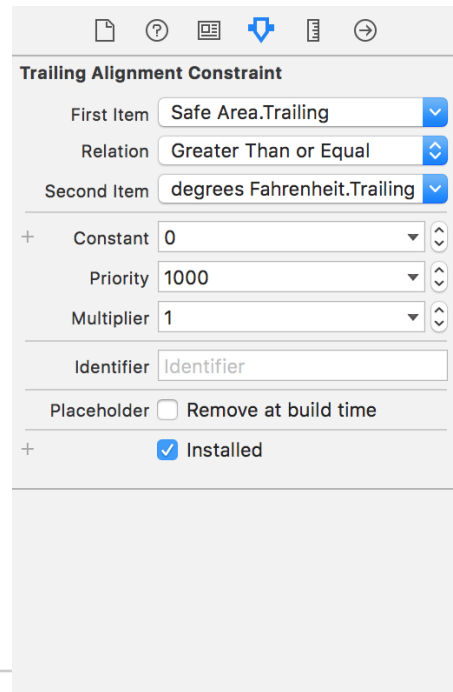 Trailing Alignment Constraint
First Item Safe Area.Trailing
Relation Greater Than or Equal
Second Item degrees Fahrenheit.Trailing
+ Constant 0
Priority 1000
Multiplier 1
Identifier Identifier
Placeholder Remove at build time
+ Installed